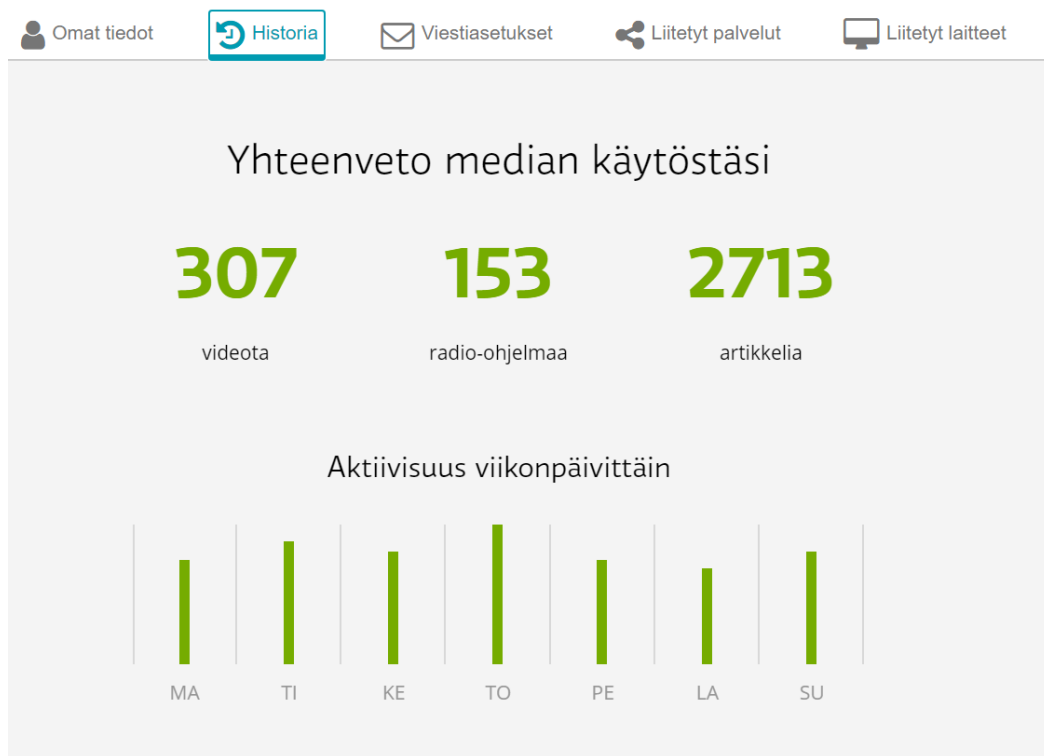 Omat tiedot Historia Viestiasetukset Liitetyt palvelut Liitetyt laitteet
Yhteenveto median käytöstäsi
307 153 2713
videota radio-ohjelmaa artikkelia
Aktiivisuus viikonpäivittäin
MA TI KE TO PE LA SU